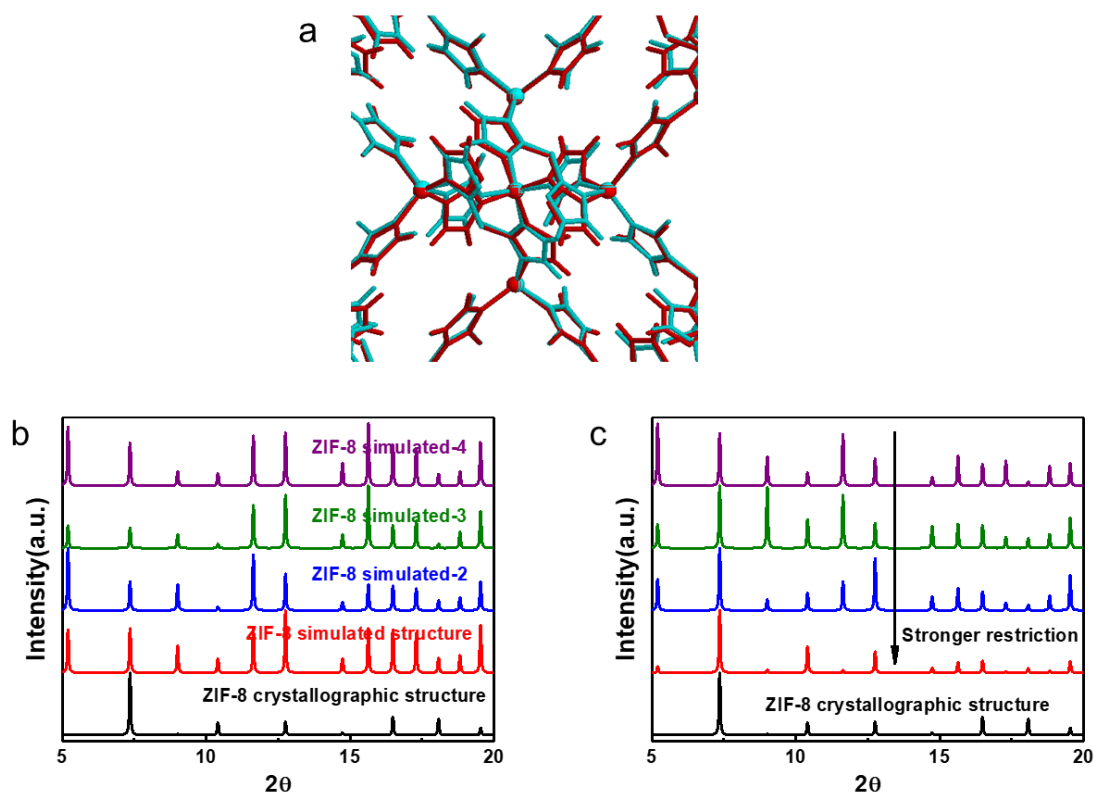 a
b
ZIF-8 simulated-4
ZIF-8 simulated-3
ZIF-8 simulated-2
ZIF-8 simulated structure
ZIF-8 crystallographic structure
Intensity(a.u.)
5
10
15
20
2θ
c
Stronger restriction
ZIF-8 crystallographic structure
Intensity(a.u.)
5
10
15
20
2θ